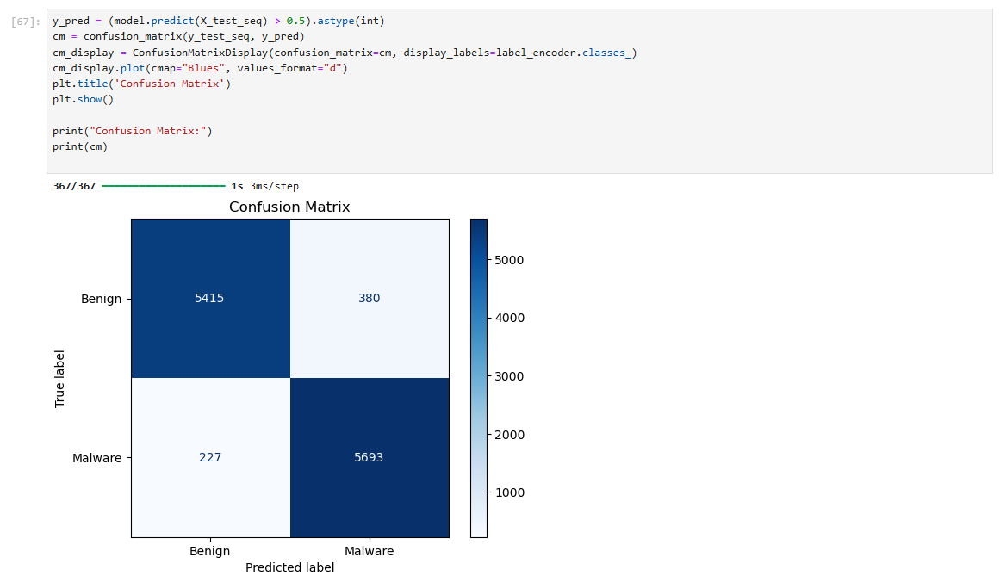 [67]:
y_pred = (model.predict(X_test_seq) > 0.5).astype(int)
cm = confusion_matrix(y_test_seq, y_pred)
cm_display = ConfusionMatrixDisplay(confusion_matrix=cm, display_labels=label_encoder.classes_)
cm_display.plot(cmap="Blues", values_format="d")
plt.title('Confusion Matrix')
plt.show()
print("Confusion Matrix:")
print(cm)
367/367 1s 3ms/step
Confusion Matrix
Benign 5415 380
Malware 227 5693
Benign Malware
True label
Predicted label
5000
4000
3000
2000
1000